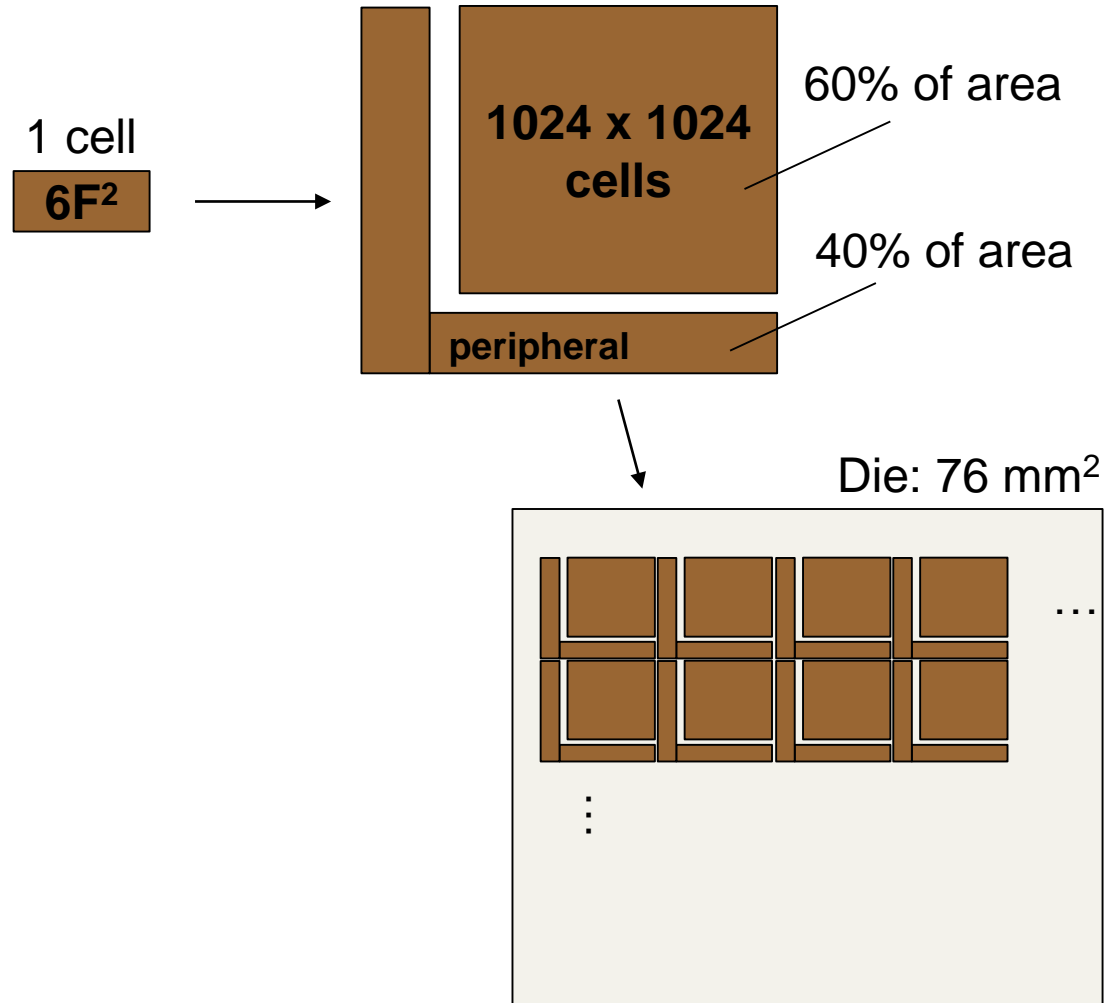 1 cell
6F²
1024 x 1024
cells
60% of area
40% of area
peripheral
Die: 76 mm²
...
⋮